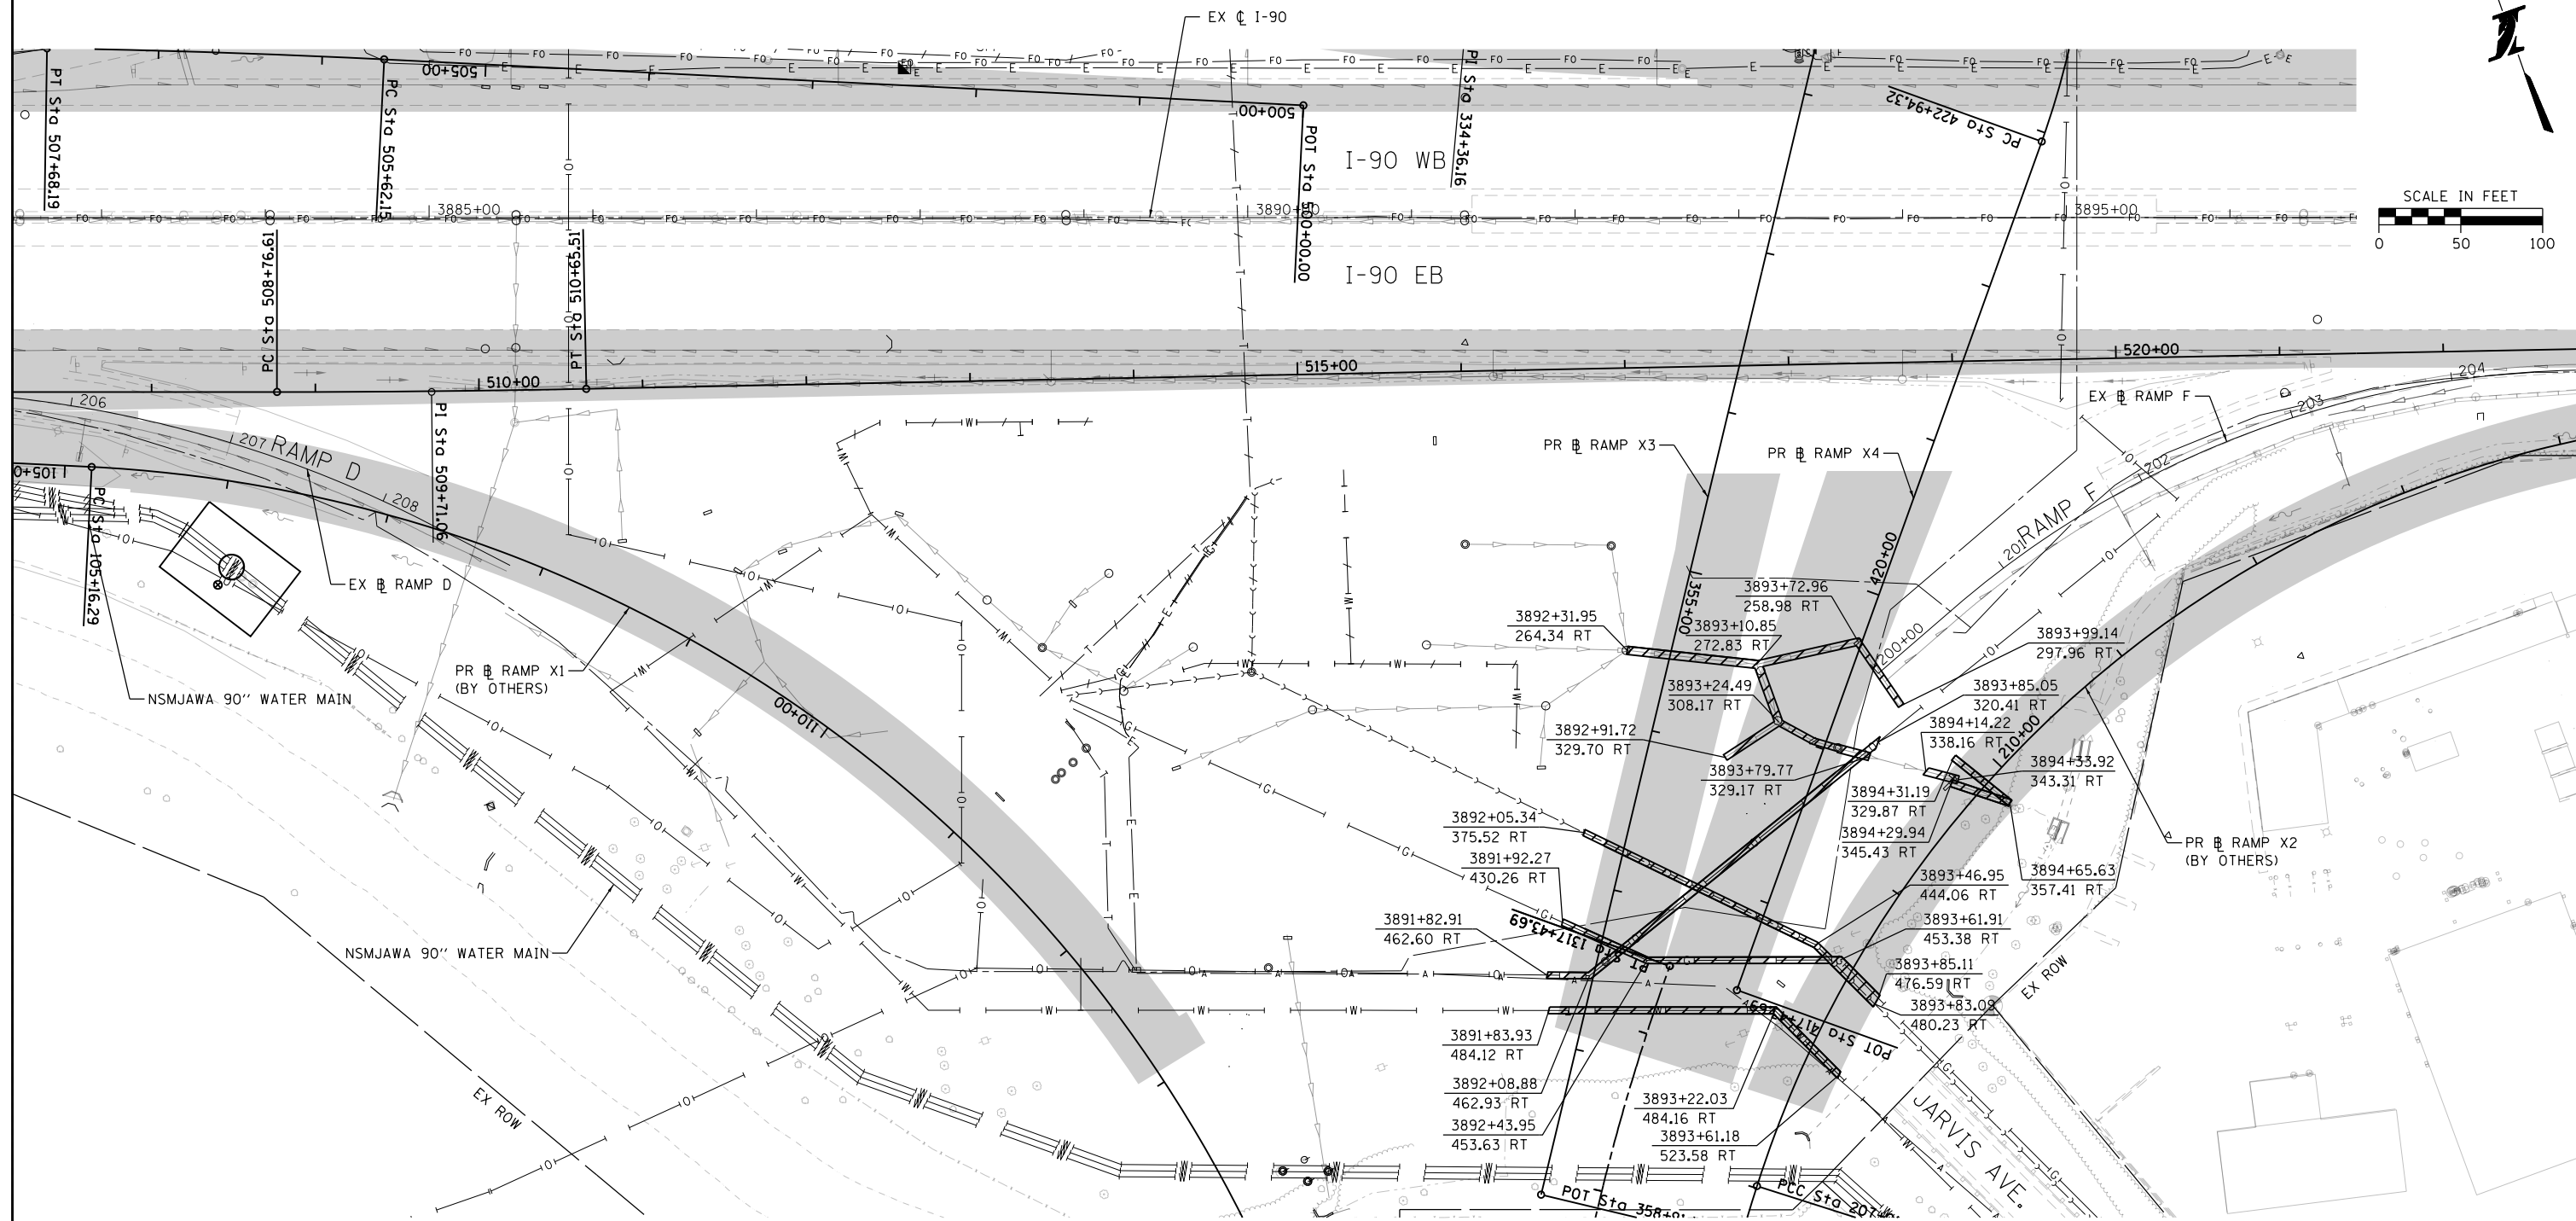 EX ℄ I-90
PT Sta 507+68.19
PC Sta 505+62.15
505+00
500+00
POT Sta 500+00.00
I-90 WB
PI Sta 334+36.16
PC Sta 422+94.32
SCALE IN FEET
0 50 100
3885+00
3890+00
3895+00
I-90 EB
PC Sta 508+76.61
PT Sta 510+65.51
510+00
515+00
520+00
204
203
202
201
200+00
206
207
208
RAMP D
EX B̲L RAMP F
RAMP F
PR B̲L RAMP X3
PR B̲L RAMP X4
PI Sta 509+71.06
105+00
PC Sta 105+16.29
EX B̲L RAMP D
PR B̲L RAMP X1
(BY OTHERS)
NSMJAWA 90'' WATER MAIN
110+00
355+00
420+00
210+00
3892+31.95
264.34 RT
3893+72.96
258.98 RT
3893+10.85
272.83 RT
3893+99.14
297.96 RT
3893+24.49
308.17 RT
3893+85.05
320.41 RT
3892+91.72
329.70 RT
3894+14.22
338.16 RT
3893+79.77
329.17 RT
3894+33.92
343.31 RT
3894+31.19
329.87 RT
3894+29.94
345.43 RT
3892+05.34
375.52 RT
3894+65.63
357.41 RT
PR B̲L RAMP X2
(BY OTHERS)
3891+92.27
430.26 RT
3893+46.95
444.06 RT
3891+82.91
462.60 RT
3893+61.91
453.38 RT
PT Sta 1317+43.69
3893+85.11
476.59 RT
3893+83.09
480.23 RT
NSMJAWA 90'' WATER MAIN
EX ROW
3891+83.93
484.12 RT
3892+08.88
462.93 RT
3893+22.03
484.16 RT
3892+43.95
453.63 RT
3893+61.18
523.58 RT
EX ROW
JARVIS AVE.